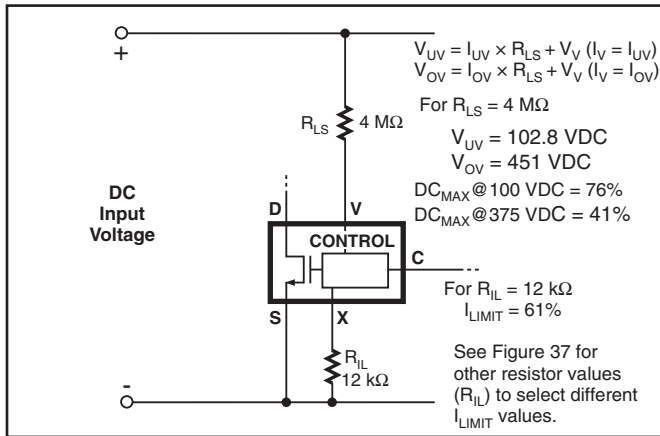 +
V_UV = I_UV × R_LS + V_V (I_V = I_UV)
V_OV = I_OV × R_LS + V_V (I_V = I_OV)
For R_LS = 4 MΩ
R_LS 4 MΩ
V_UV = 102.8 VDC
V_OV = 451 VDC
DC_MAX@100 VDC = 76%
DC_MAX@375 VDC = 41%
DC
Input
Voltage
D V
CONTROL
C
S X
For R_IL = 12 kΩ
I_LIMIT = 61%
R_IL
12 kΩ
See Figure 37 for
other resistor values
(R_IL) to select different
I_LIMIT values.
-